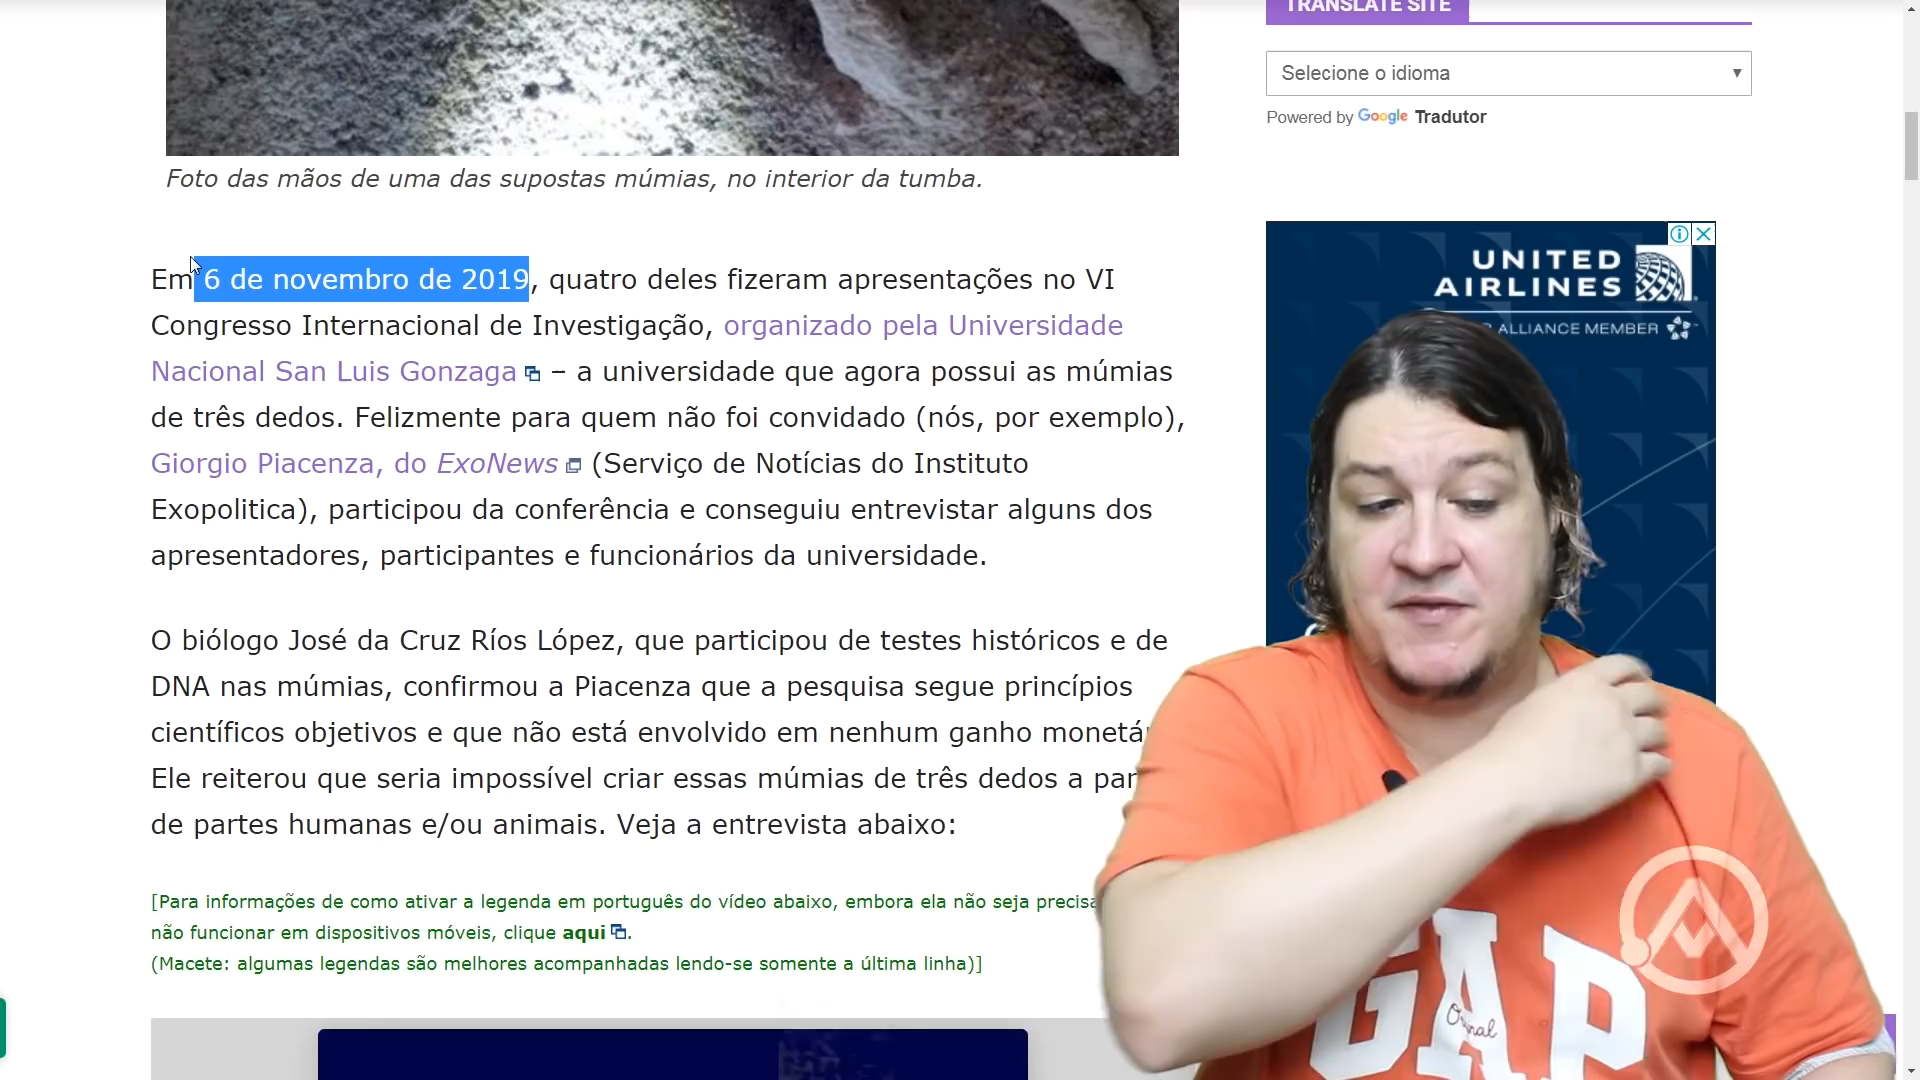 TRANSLATE SITE
Selecione o idioma
Powered by Google Tradutor
Foto das mãos de uma das supostas múmias, no interior da tumba.
Em 6 de novembro de 2019, quatro deles fizeram apresentações no VI
Congresso Internacional de Investigação, organizado pela Universidade
Nacional San Luis Gonzaga – a universidade que agora possui as múmias
de três dedos. Felizmente para quem não foi convidado (nós, por exemplo),
Giorgio Piacenza, do ExoNews (Serviço de Notícias do Instituto
Exopolitica), participou da conferência e conseguiu entrevistar alguns dos
apresentadores, participantes e funcionários da universidade.
O biólogo José da Cruz Ríos López, que participou de testes históricos e de
DNA nas múmias, confirmou a Piacenza que a pesquisa segue princípios
científicos objetivos e que não está envolvido em nenhum ganho
Ele reiterou que seria impossível criar essas múmias de três dedos a
de partes humanas e/ou animais. Veja a entrevista abaixo:
[Para informações de como ativar a legenda em português do vídeo abaixo, embora ela não seja
não funcionar em dispositivos móveis, clique aqui.
(Macete: algumas legendas são melhores acompanhadas lendo-se somente a última linha)]
UNITED
AIRLINES
ALLIANCE MEMBER
GAP
Original